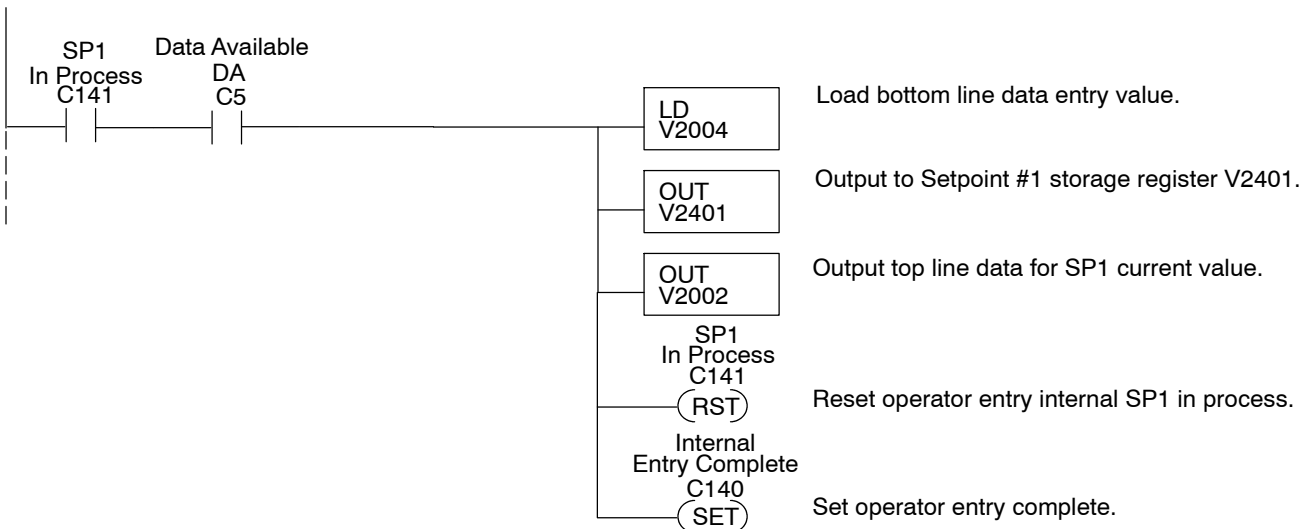 SP1
In Process
C141
Data Available
DA
C5
LD
V2004
Load bottom line data entry value.
OUT
V2401
Output to Setpoint #1 storage register V2401.
OUT
V2002
Output top line data for SP1 current value.
SP1
In Process
C141
RST
Reset operator entry internal SP1 in process.
Internal
Entry Complete
C140
SET
Set operator entry complete.